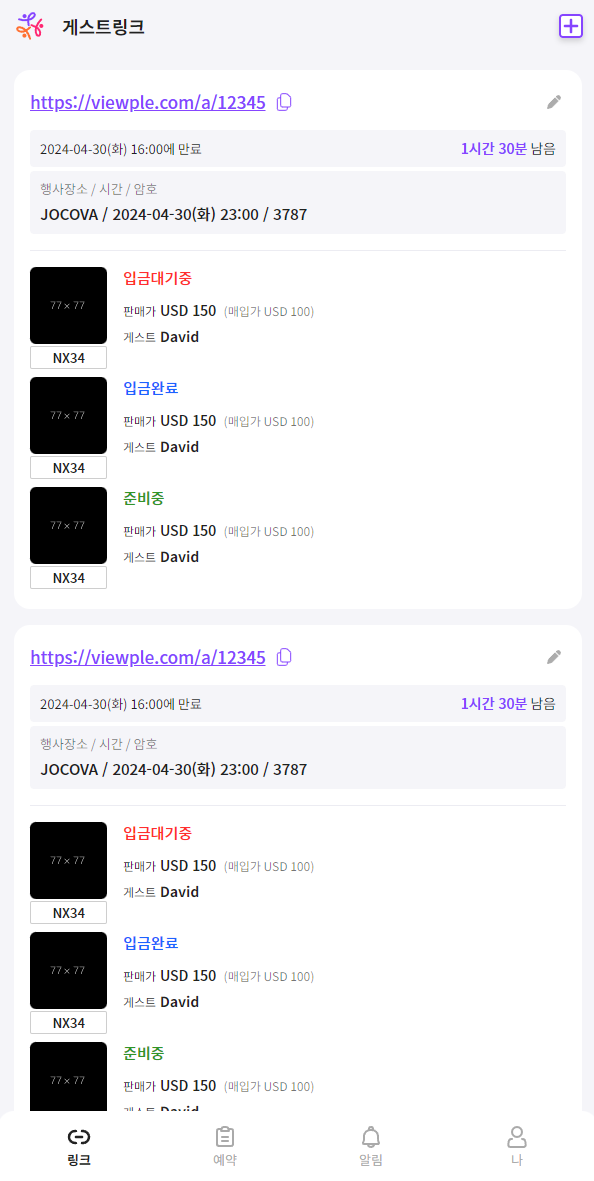 게스트링크
https://viewple.com/a/12345
2024-04-30(화) 16:00에 만료 1시간 30분 남음
행사장소 / 시간 / 암호
JOCOVA / 2024-04-30(화) 23:00 / 3787
77 × 77
NX34
입금대기중
판매가 USD 150 (매입가 USD 100)
게스트 David
77 × 77
NX34
입금완료
판매가 USD 150 (매입가 USD 100)
게스트 David
77 × 77
NX34
준비중
판매가 USD 150 (매입가 USD 100)
게스트 David
https://viewple.com/a/12345
2024-04-30(화) 16:00에 만료 1시간 30분 남음
행사장소 / 시간 / 암호
JOCOVA / 2024-04-30(화) 23:00 / 3787
77 × 77
NX34
입금대기중
판매가 USD 150 (매입가 USD 100)
게스트 David
77 × 77
NX34
입금완료
판매가 USD 150 (매입가 USD 100)
게스트 David
77 × 77
준비중
판매가 USD 150 (매입가 USD 100)
게스트 David
링크 예약 알림 나